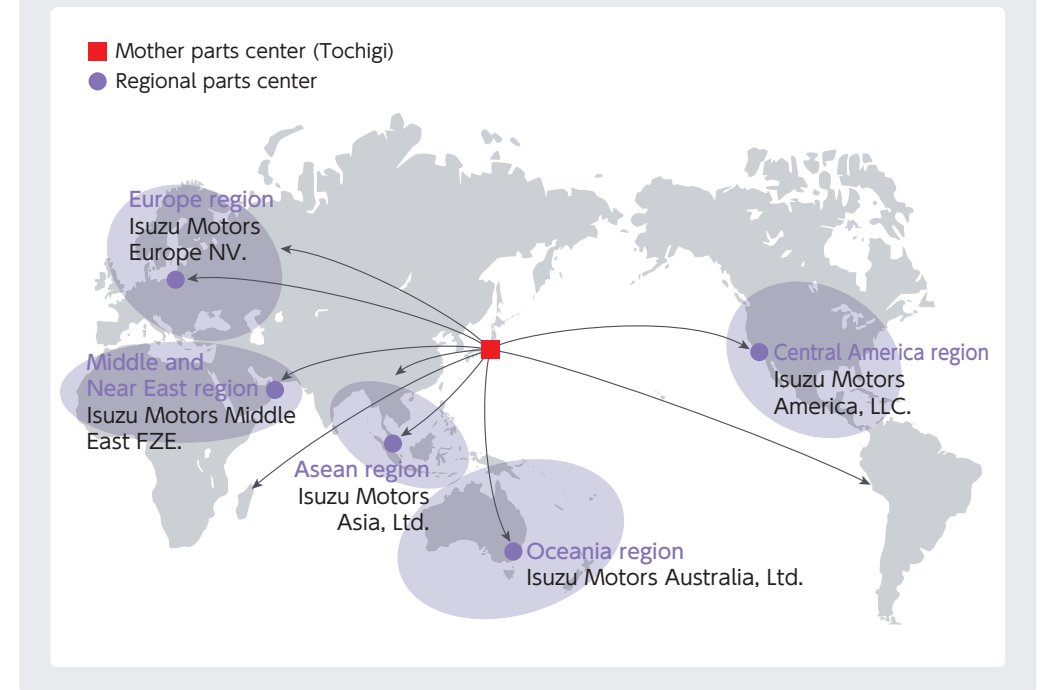 Mother parts center (Tochigi)
Regional parts center
Europe region
Isuzu Motors
Europe NV.
Middle and
Near East region
Isuzu Motors Middle
East FZE.
Asean region
Isuzu Motors
Asia, Ltd.
Oceania region
Isuzu Motors Australia, Ltd.
Central America region
Isuzu Motors
America, LLC.